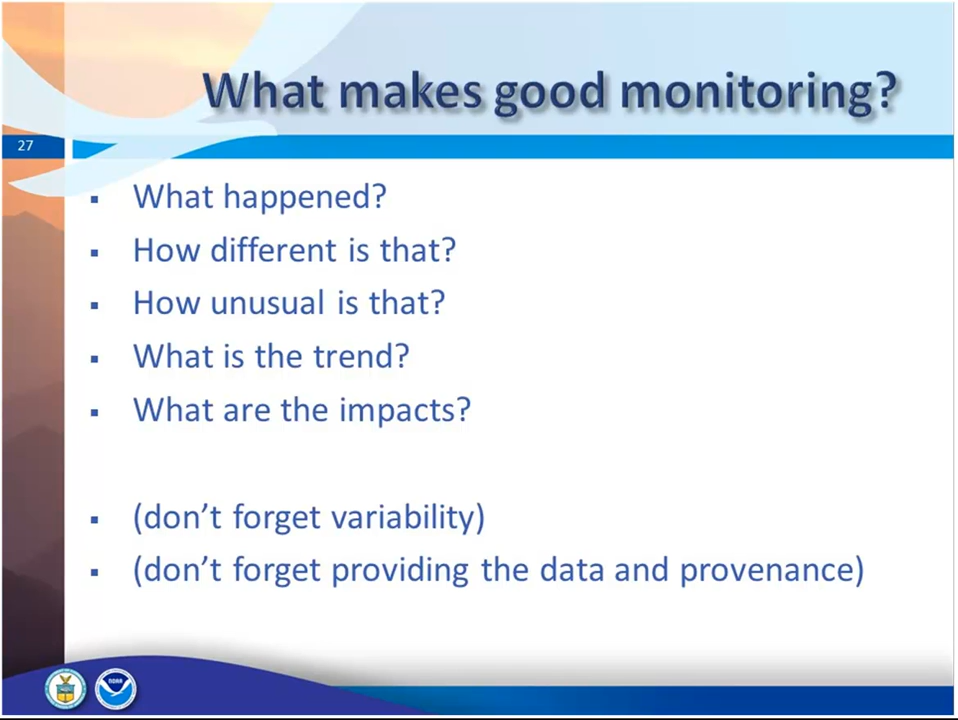 What makes good monitoring?
27
What happened?
How different is that?
How unusual is that?
What is the trend?
What are the impacts?
(don’t forget variability)
(don’t forget providing the data and provenance)
NOAA